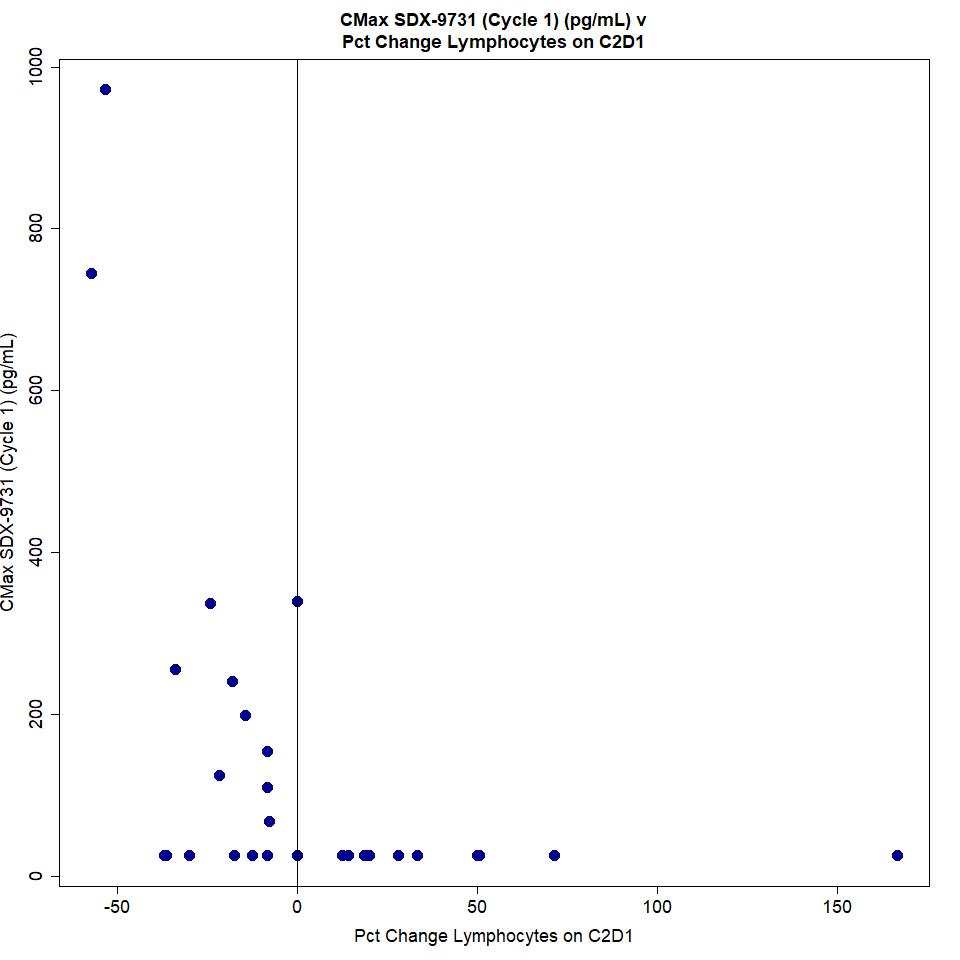 CMax SDX-9731 (Cycle 1) (pg/mL) v
Pct Change Lymphocytes on C2D1
CMax SDX-9731 (Cycle 1) (pg/mL)
1000
800
600
400
200
0
-50
0
50
100
150
Pct Change Lymphocytes on C2D1